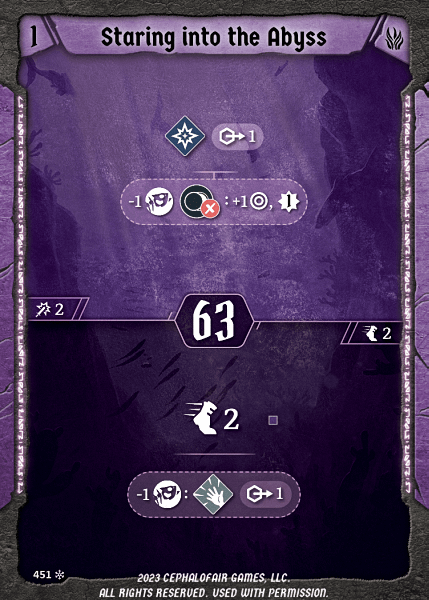 1
Staring into the Abyss
1
-1 : +1 , 1
2
63
2
2
-1 : 1
451
2023 CEPHALOFAIR GAMES, LLC.
ALL RIGHTS RESERVED. USED WITH PERMISSION.